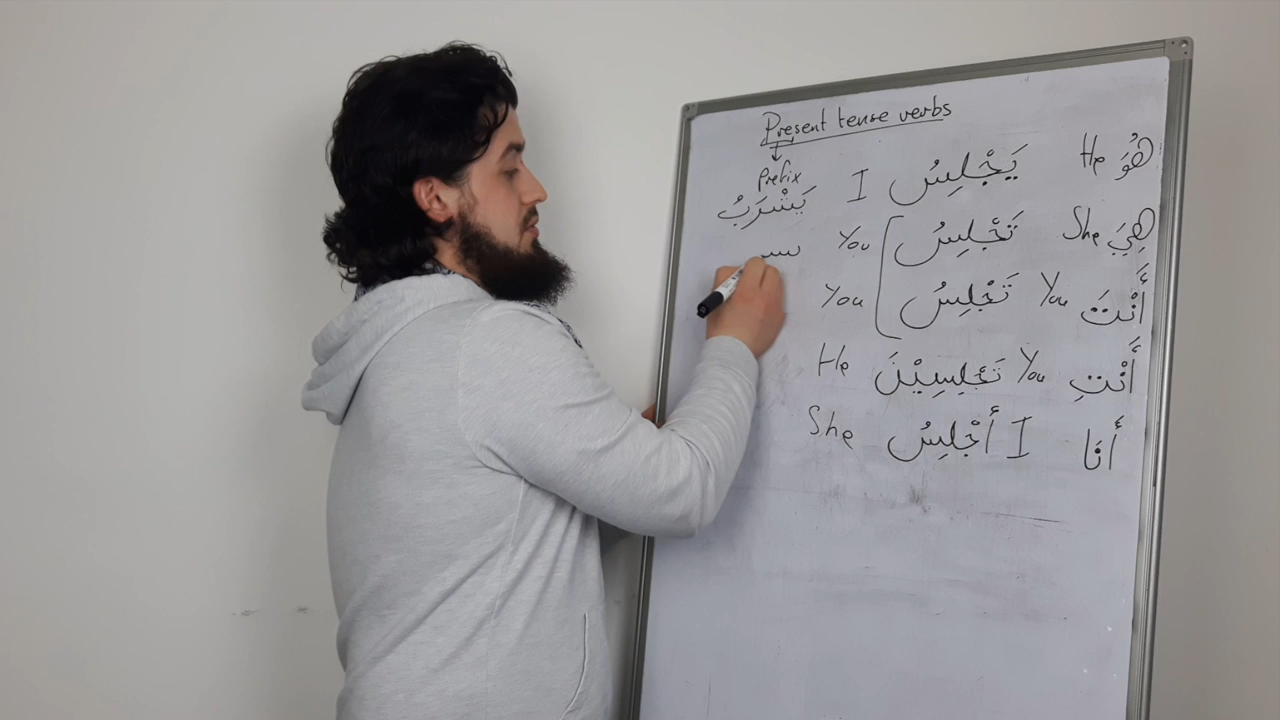 Present tense verbs
Prefix
هُوَ He يَجْلِسُ I
يَشْرَبُ
هِيَ She تَجْلِسُ You
أَنْتَ You تَجْلِسُ You
أَنْتِ You تَجْلِسِيْنَ He
أَنَا I أَجْلِسُ She